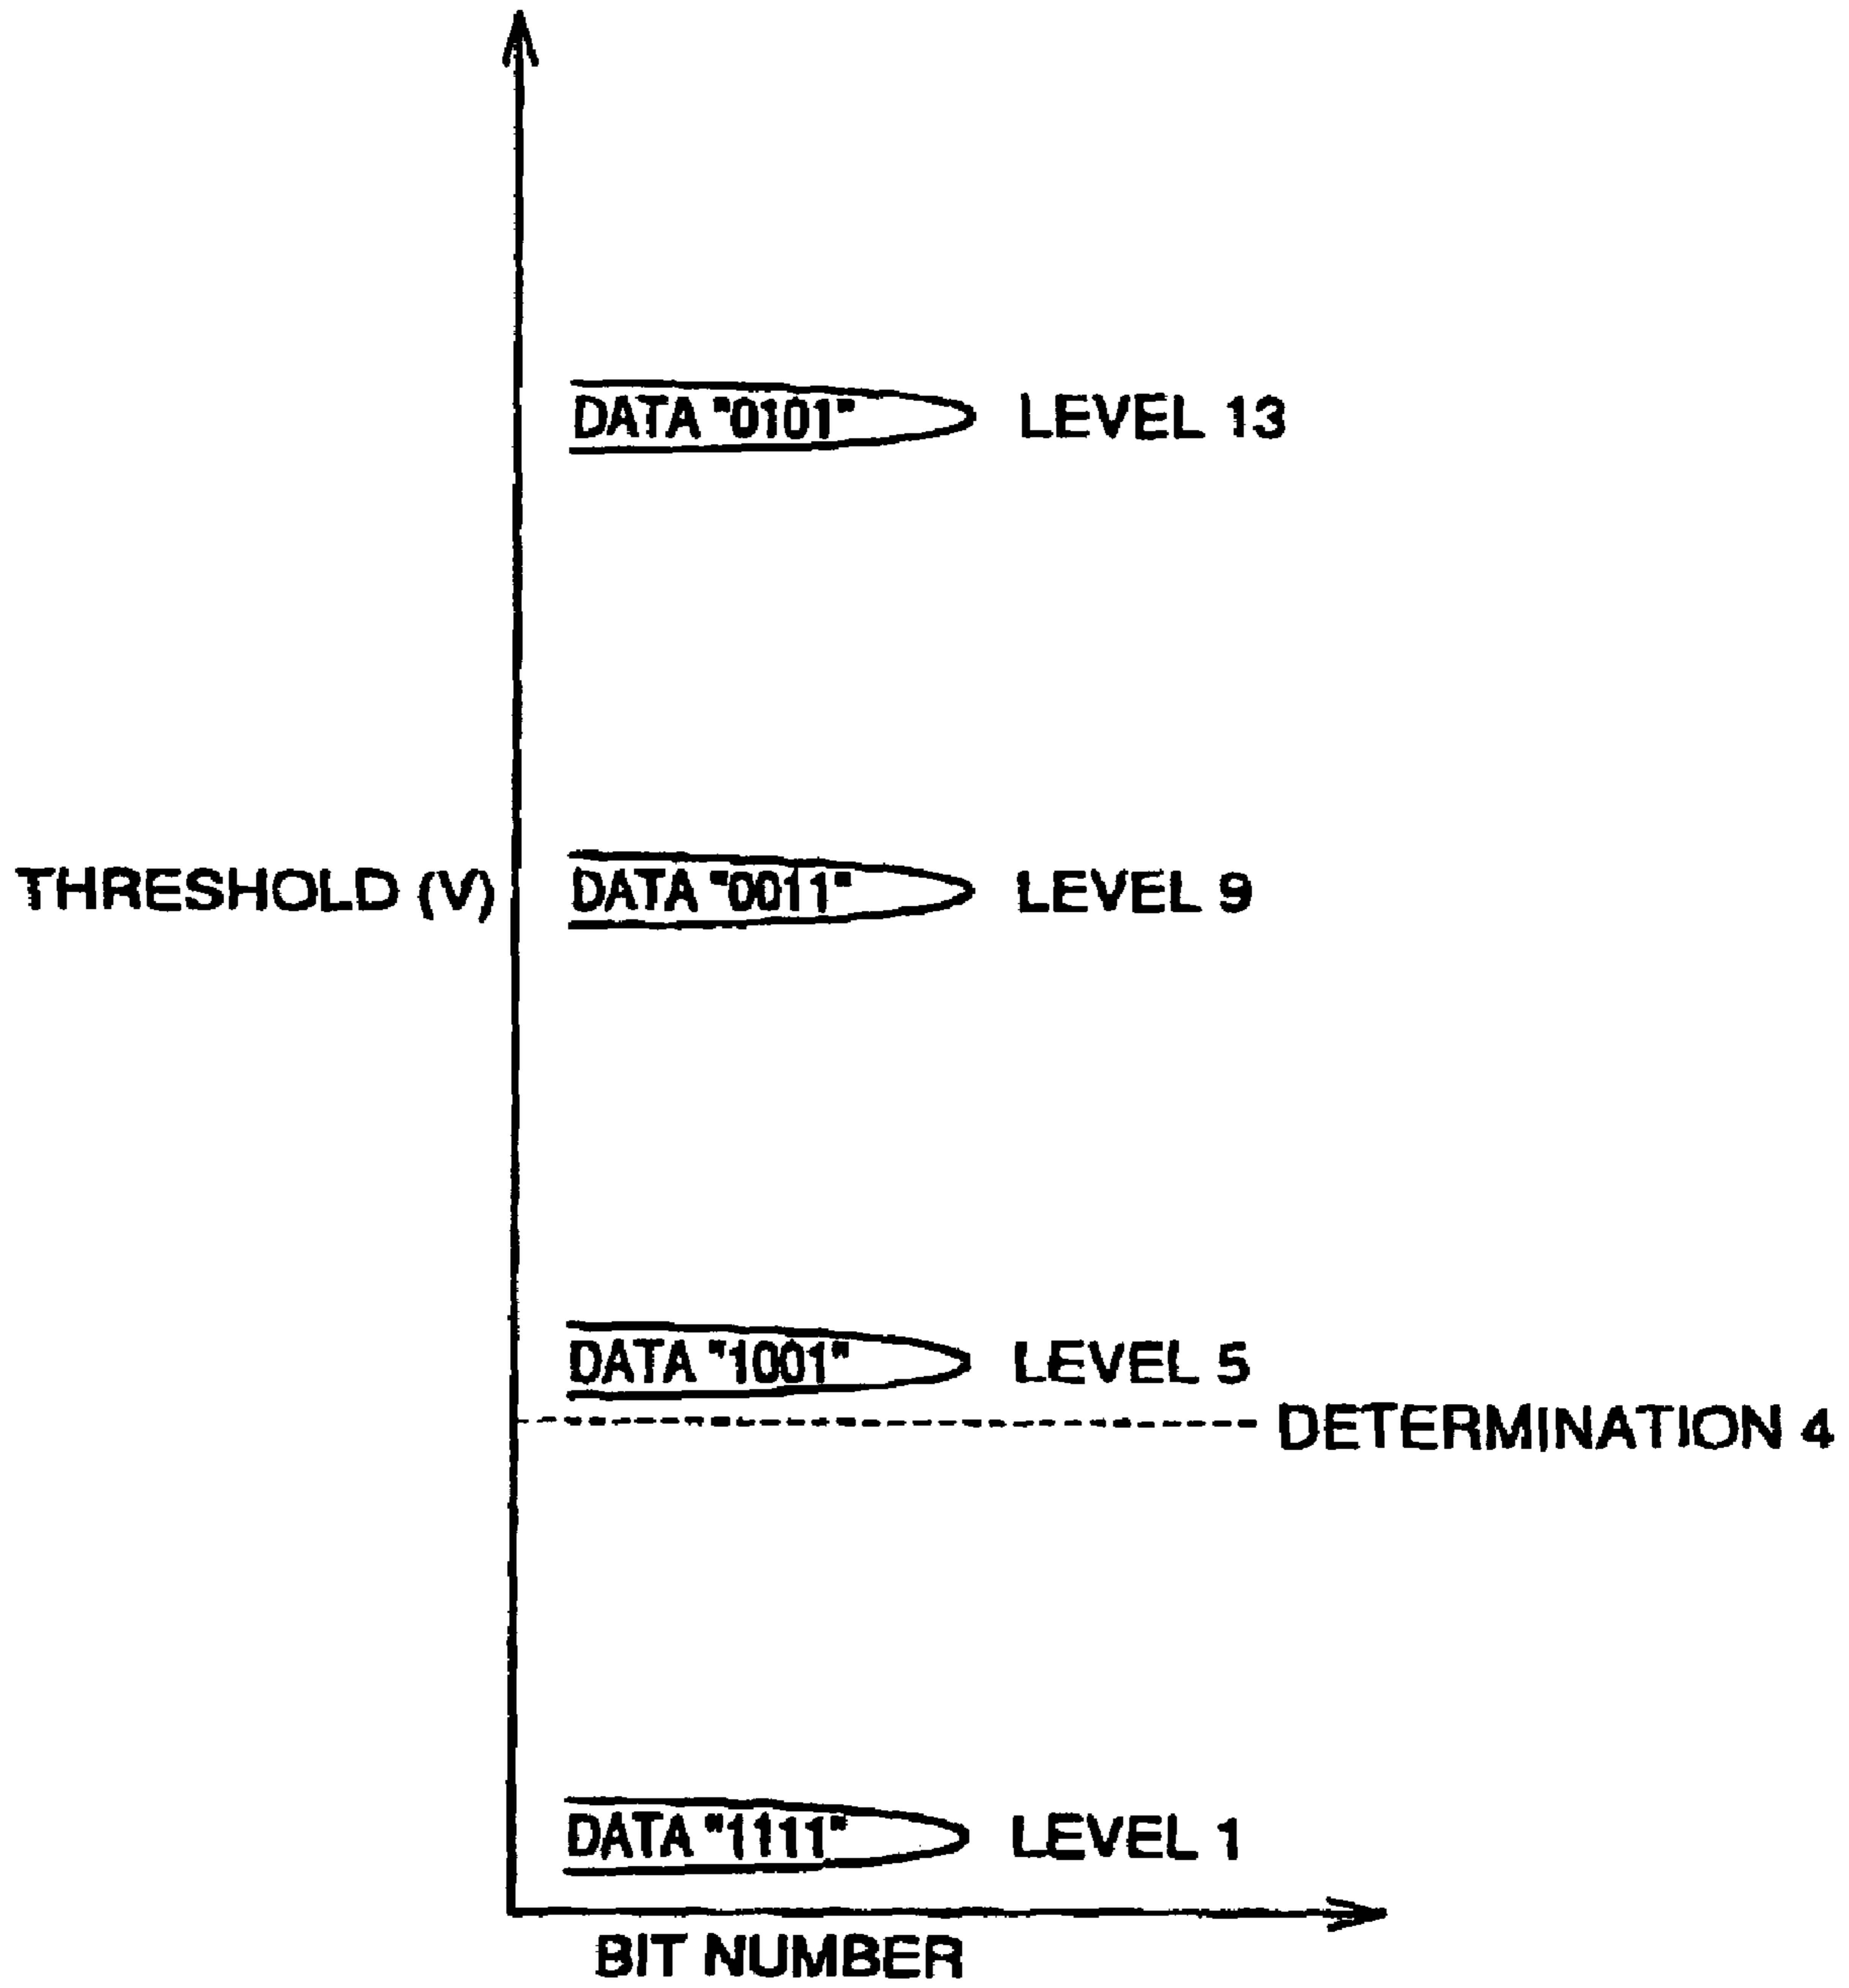 DATA "0101" LEVEL 13
THRESHOLD (V) DATA "0011" LEVEL 9
DATA "1001" LEVEL 5
DETERMINATION 4
DATA "1111" LEVEL 1
BIT NUMBER